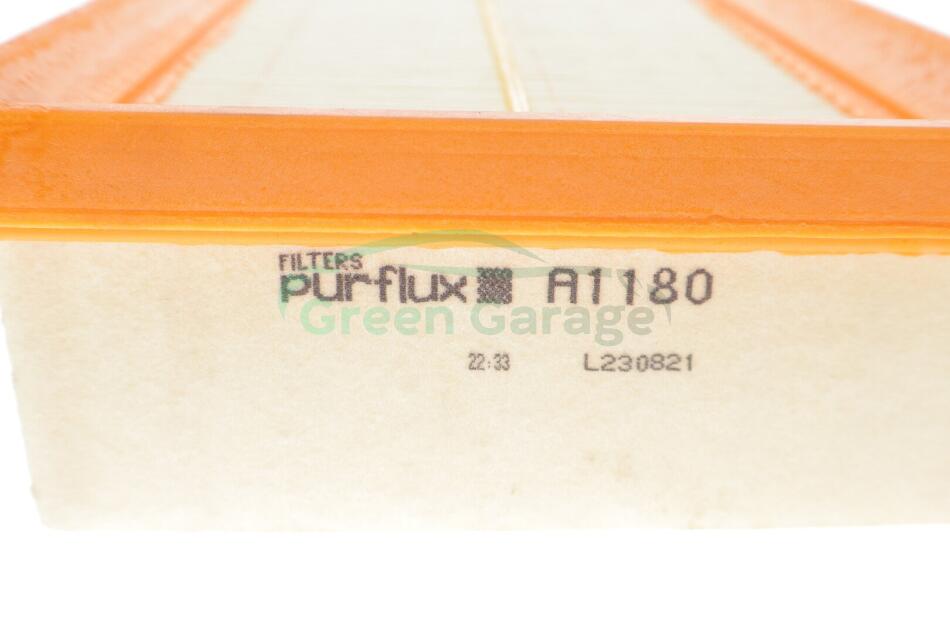 FILTERS
purflux A1180
Green Garage
22:33 L230821